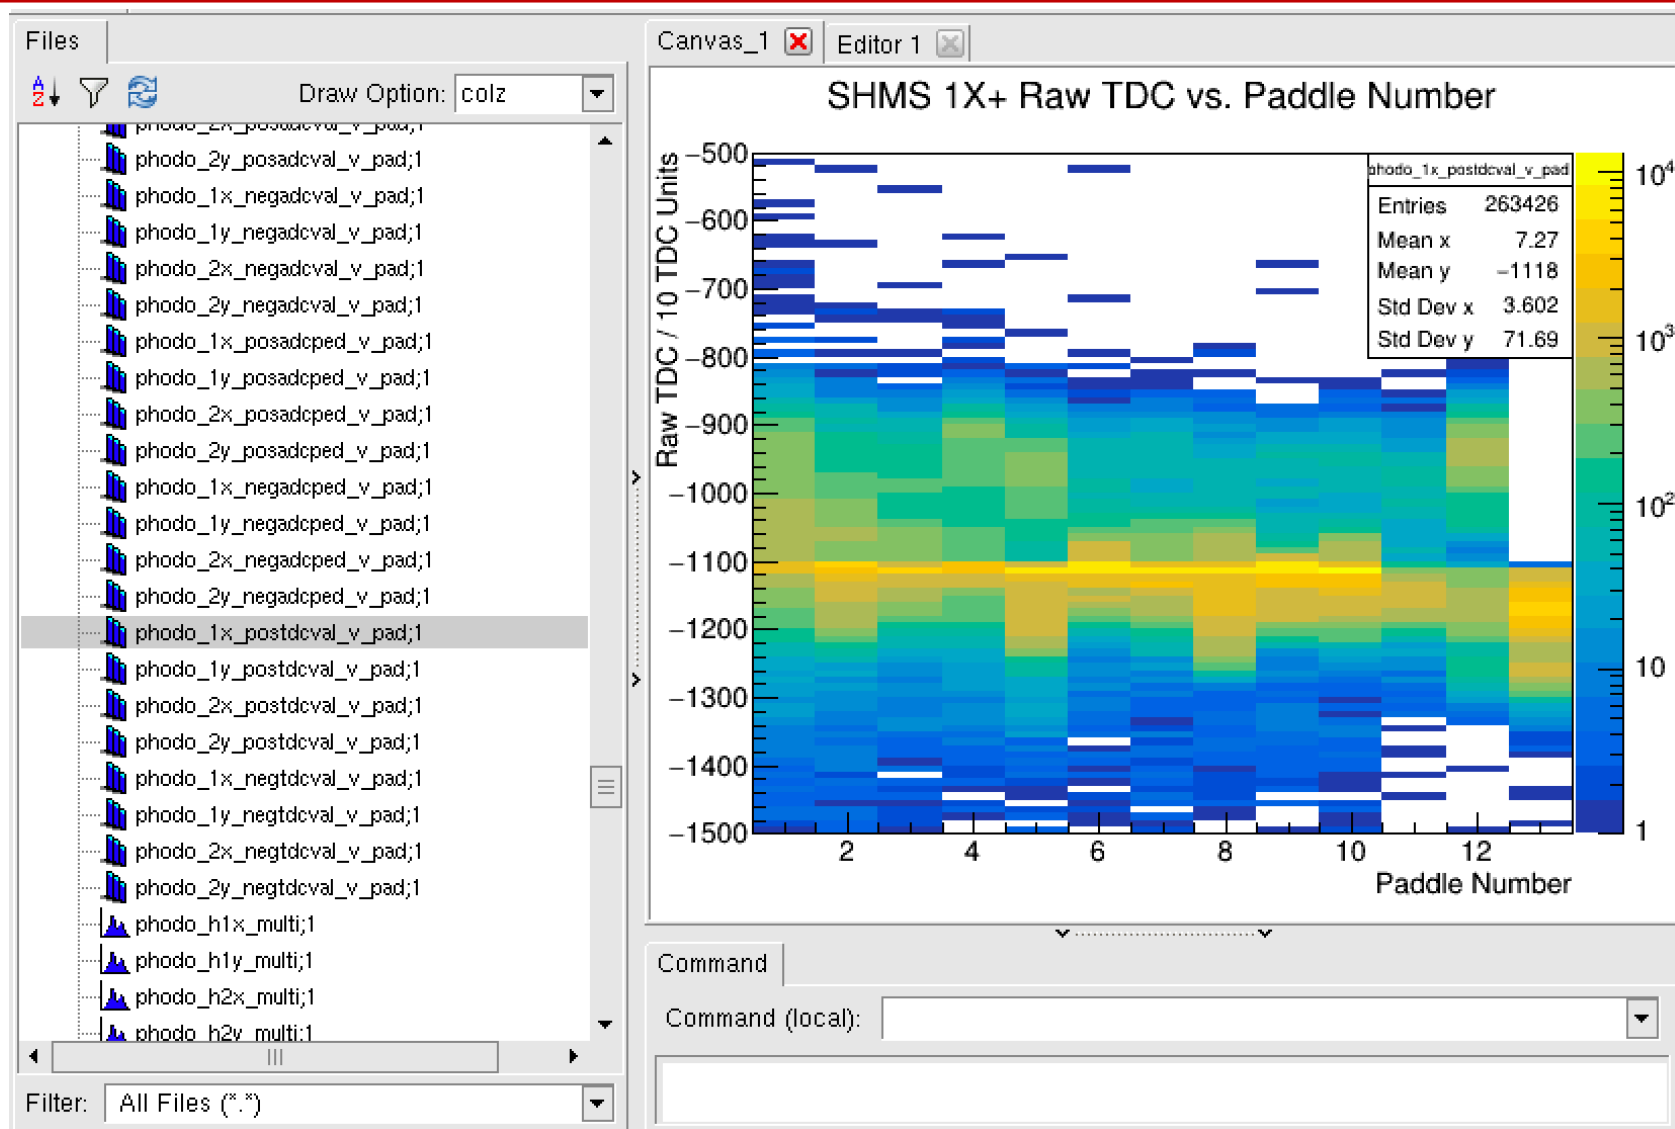 Files
Draw Option: colz
phodo_2x_posadcval_v_pad;1
phodo_2y_posadcval_v_pad;1
phodo_1x_negadcval_v_pad;1
phodo_1y_negadcval_v_pad;1
phodo_2x_negadcval_v_pad;1
phodo_2y_negadcval_v_pad;1
phodo_1x_posadcped_v_pad;1
phodo_1y_posadcped_v_pad;1
phodo_2x_posadcped_v_pad;1
phodo_2y_posadcped_v_pad;1
phodo_1x_negadcped_v_pad;1
phodo_1y_negadcped_v_pad;1
phodo_2x_negadcped_v_pad;1
phodo_2y_negadcped_v_pad;1
phodo_1x_postdcval_v_pad;1
phodo_1y_postdcval_v_pad;1
phodo_2x_postdcval_v_pad;1
phodo_2y_postdcval_v_pad;1
phodo_1x_negtdcval_v_pad;1
phodo_1y_negtdcval_v_pad;1
phodo_2x_negtdcval_v_pad;1
phodo_2y_negtdcval_v_pad;1
phodo_h1x_multi;1
phodo_h1y_multi;1
phodo_h2x_multi;1
phodo_h2y_multi;1
Filter: All Files (*.*)
Canvas_1
Editor 1
SHMS 1X+ Raw TDC vs. Paddle Number
Raw TDC / 10 TDC Units
−500
−600
−700
−800
−900
−1000
−1100
−1200
−1300
−1400
−1500
phodo_1x_postdcval_v_pad
Entries 263426
Mean x 7.27
Mean y −1118
Std Dev x 3.602
Std Dev y 71.69
10⁴
10³
10²
10
1
2 4 6 8 10 12
Paddle Number
Command
Command (local):